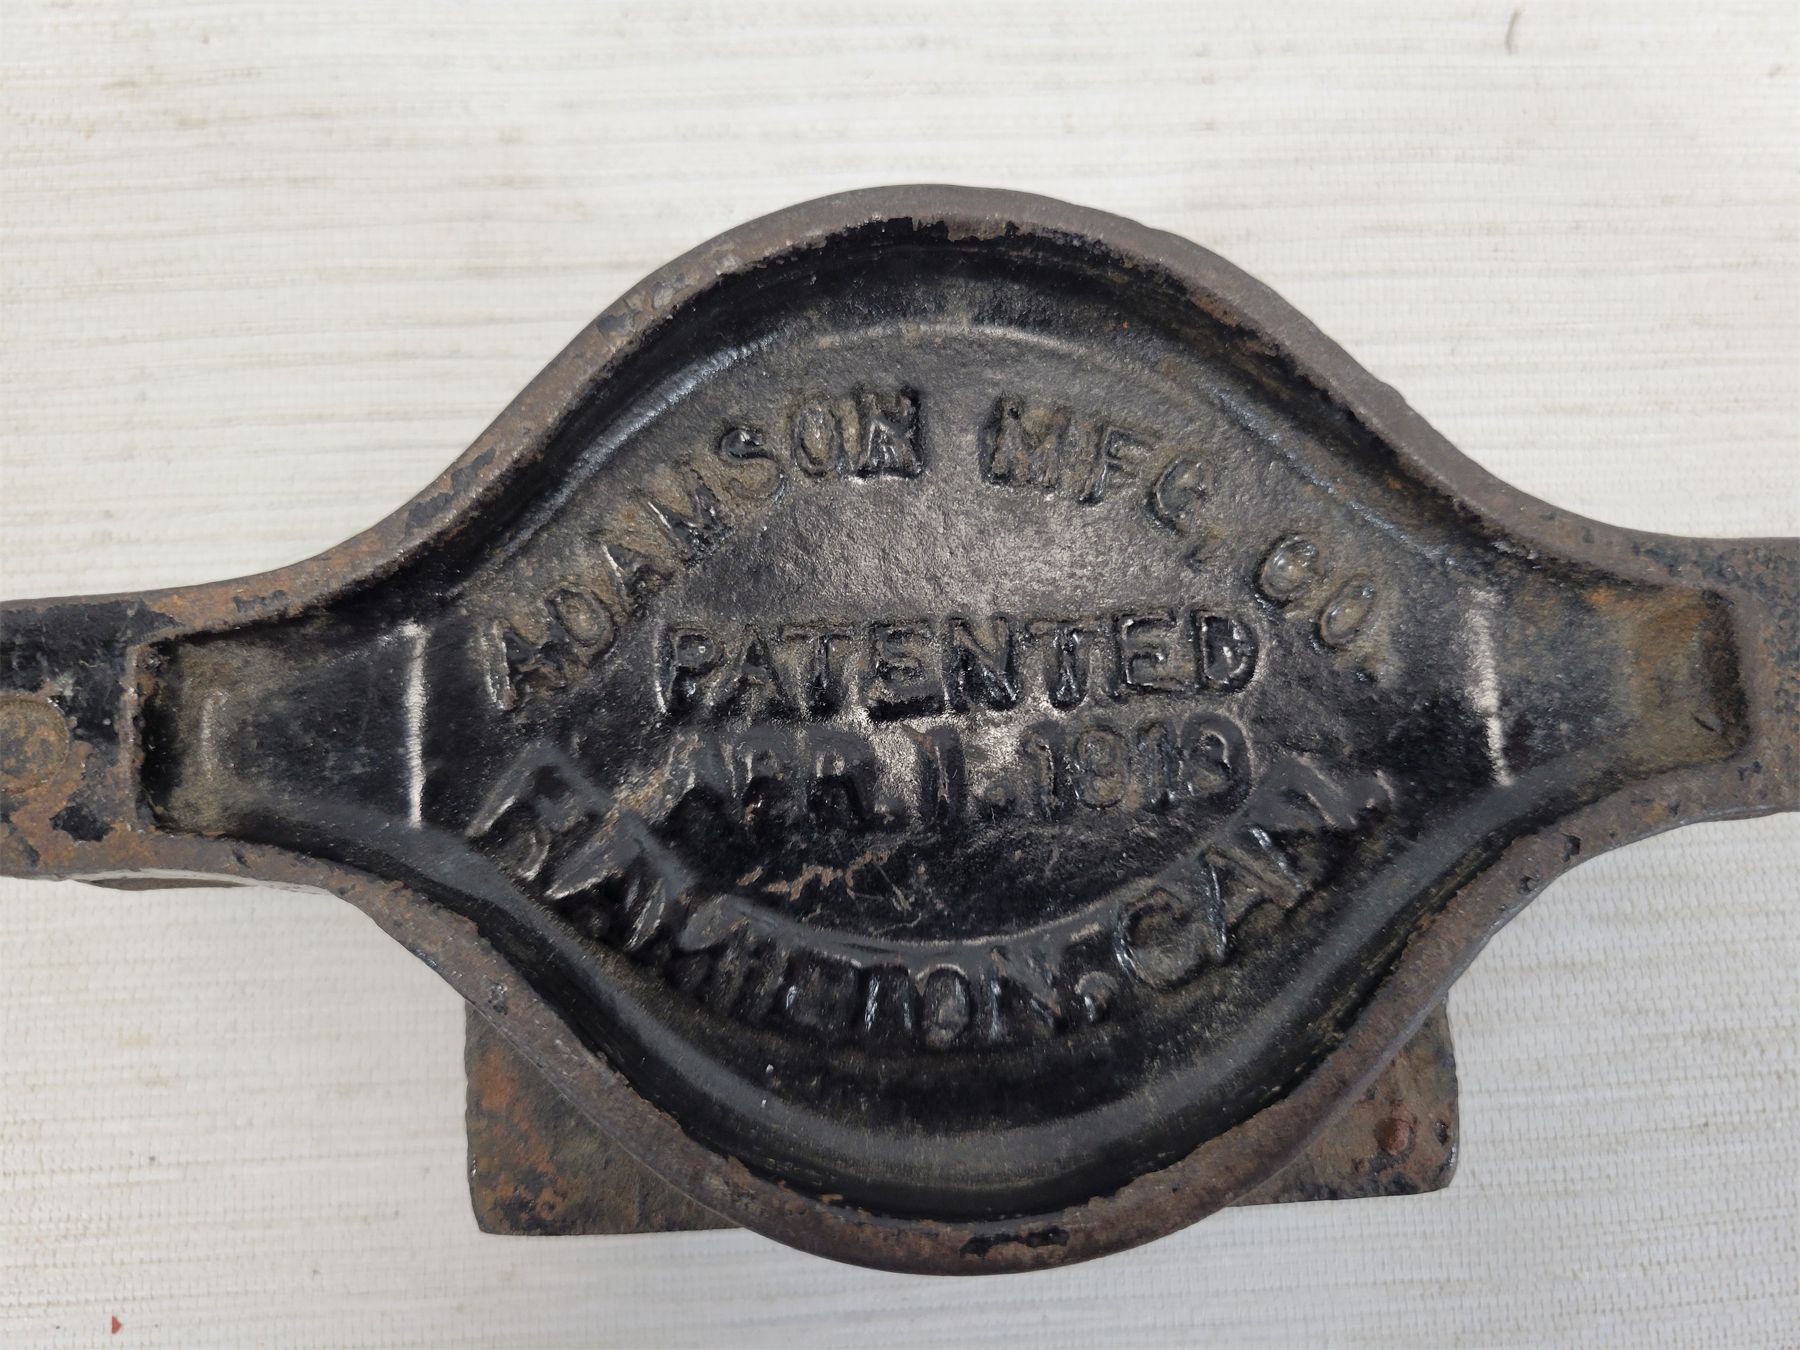 ADAMSON MFG. CO
PATENTED
APR. 1. 1913
HAMILTON. CAN.